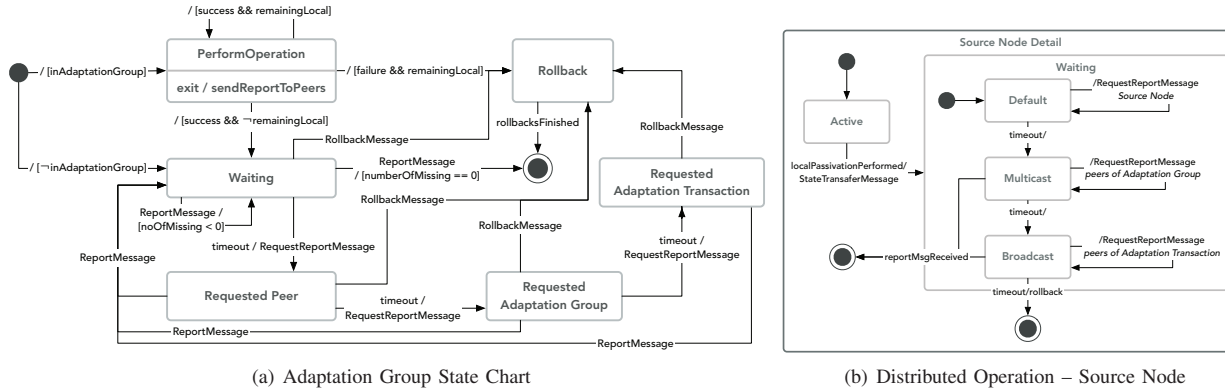 / [success && remainingLocal]
PerformOperation
exit / sendReportToPeers
/ [inAdaptationGroup]
/ [failure && remainingLocal]
Rollback
/ [success && ¬remainingLocal]
RollbackMessage
rollbacksFinished
RollbackMessage
/ [¬inAdaptationGroup]
Waiting
ReportMessage
/ [numberOfMissing == 0]
Requested
Adaptation Transaction
RollbackMessage
ReportMessage /
[noOfMissing < 0]
RollbackMessage
timeout / RequestReportMessage
timeout /
RequestReportMessage
ReportMessage
Requested Peer
timeout /
RequestReportMessage
Requested
Adaptation Group
ReportMessage
ReportMessage
(a) Adaptation Group State Chart
Source Node Detail
Waiting
Active
Default
/RequestReportMessage
Source Node
timeout/
localPassivationPerformed/
StateTransaferMessage
Multicast
/RequestReportMessage
peers of Adaptation Group
timeout/
reportMsgReceived
Broadcast
/RequestReportMessage
peers of Adaptation Transaction
timeout/rollback
(b) Distributed Operation – Source Node